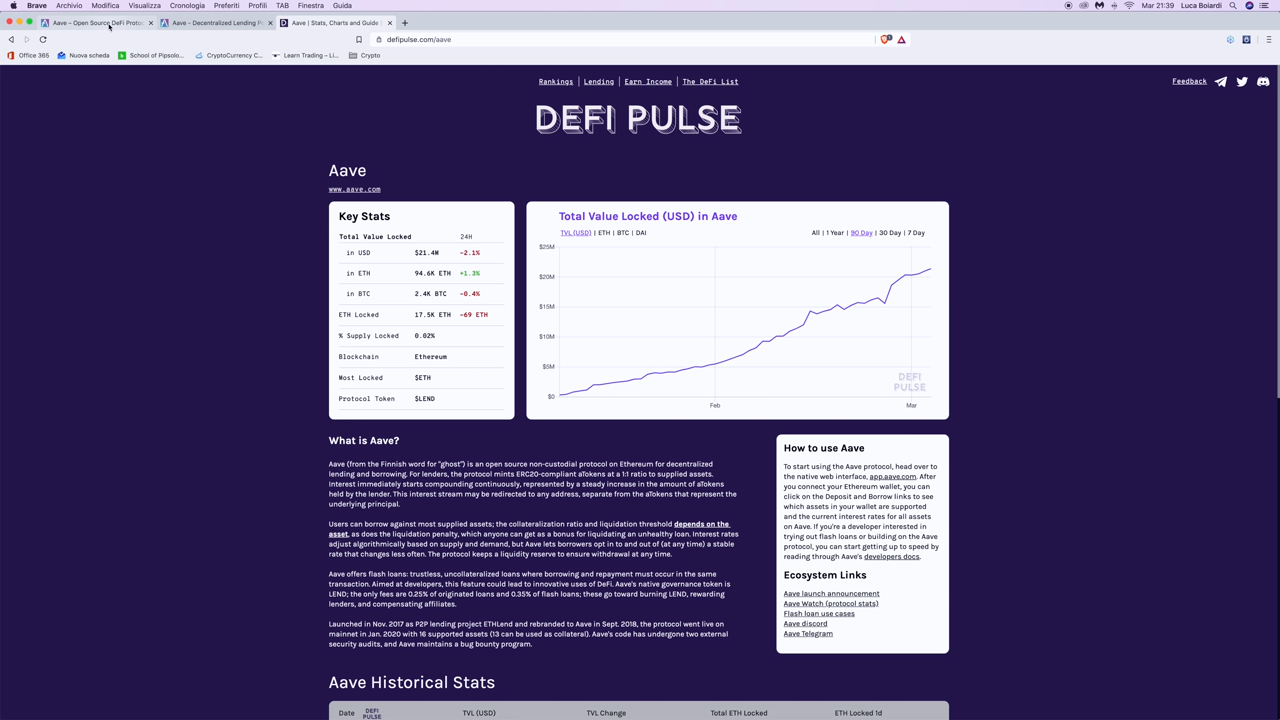 Brave Archivio Modifica Visualizza Cronologia Preferiti Profili TAB Finestra Guida Mar 21:39 Luca Boiardi
Aave – Open Source DeFi Protoc Aave - Decentralized Lending P Aave | Stats, Charts and Guide |
defipulse.com/aave
Office 365 Nuova scheda School of Pipsolo... CryptoCurrency C... Learn Trading – Li... Crypto
Rankings | Lending | Earn Income | The DeFi List
Feedback
DEFI PULSE
Aave
www.aave.com
Key Stats
Total Value Locked 24H
in USD $21.4M -2.1%
in ETH 94.6K ETH +1.3%
in BTC 2.4K BTC -0.4%
ETH Locked 17.5K ETH -69 ETH
% Supply Locked 0.02%
Blockchain Ethereum
Most Locked $ETH
Protocol Token $LEND
Total Value Locked (USD) in Aave
TVL (USD) | ETH | BTC | DAI
All | 1 Year | 90 Day | 30 Day | 7 Day
$25M
$20M
$15M
$10M
$5M
$0
Feb Mar
DEFI PULSE
What is Aave?
Aave (from the Finnish word for "ghost") is an open source non-custodial protocol on Ethereum for decentralized
lending and borrowing. For lenders, the protocol mints ERC20-compliant aTokens at a 1:1 ratio to supplied assets.
Interest immediately starts compounding continuously, represented by a steady increase in the amount of aTokens
held by the lender. This interest stream may be redirected to any address, separate from the aTokens that represent the
underlying principal.
Users can borrow against most supplied assets; the collateralization ratio and liquidation threshold depends on the
asset, as does the liquidation penalty, which anyone can get as a bonus for liquidating an unhealthy loan. Interest rates
adjust algorithmically based on supply and demand, but Aave lets borrowers opt in to and out of (at any time) a stable
rate that changes less often. The protocol keeps a liquidity reserve to ensure withdrawal at any time.
Aave offers flash loans: trustless, uncollateralized loans where borrowing and repayment must occur in the same
transaction. Aimed at developers, this feature could lead to innovative uses of DeFi. Aave's native governance token is
LEND; the only fees are 0.25% of originated loans and 0.35% of flash loans; these go toward burning LEND, rewarding
lenders, and compensating affiliates.
Launched in Nov. 2017 as P2P lending project ETHLend and rebranded to Aave in Sept. 2018, the protocol went live on
mainnet in Jan. 2020 with 16 supported assets (13 can be used as collateral). Aave's code has undergone two external
security audits, and Aave maintains a bug bounty program.
How to use Aave
To start using the Aave protocol, head over to
the native web interface, app.aave.com. After
you connect your Ethereum wallet, you can
click on the Deposit and Borrow links to see
which assets in your wallet are supported
and the current interest rates for all assets
on Aave. If you're a developer interested in
trying out flash loans or building on the Aave
protocol, you can start getting up to speed by
reading through Aave's developers docs.
Ecosystem Links
Aave launch announcement
Aave Watch (protocol stats)
Flash loan use cases
Aave discord
Aave Telegram
Aave Historical Stats
Date DEFI PULSE TVL (USD) TVL Change Total ETH Locked ETH Locked 1d